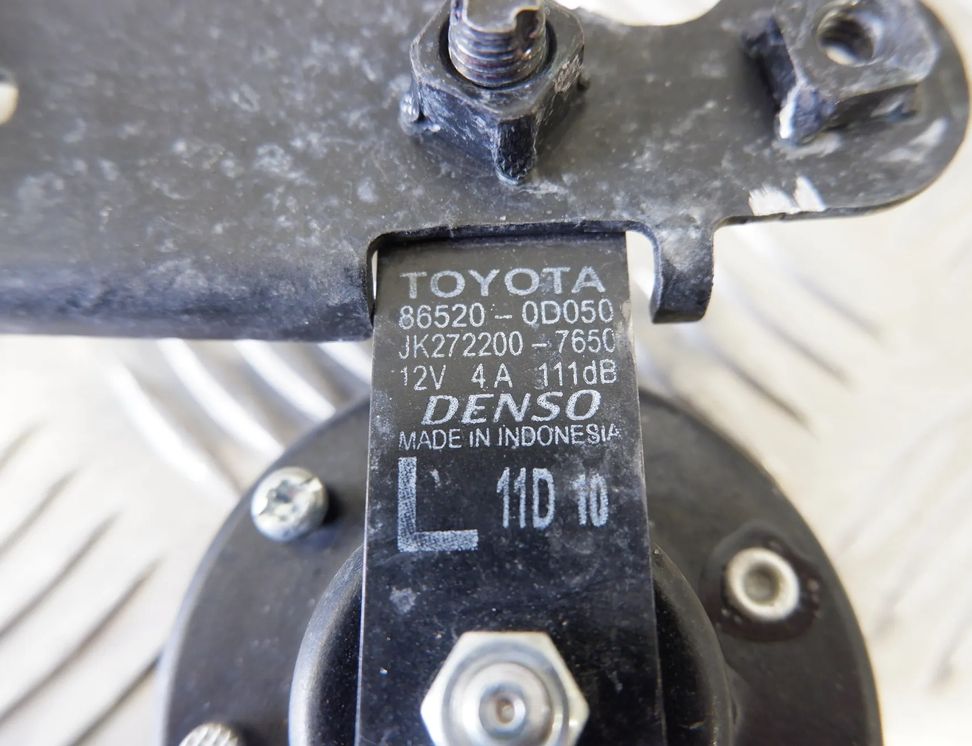 TOYOTA
86520-0D050
JK272200-7650
12V 4A 111dB
DENSO
MADE IN INDONESIA
L 11D 10